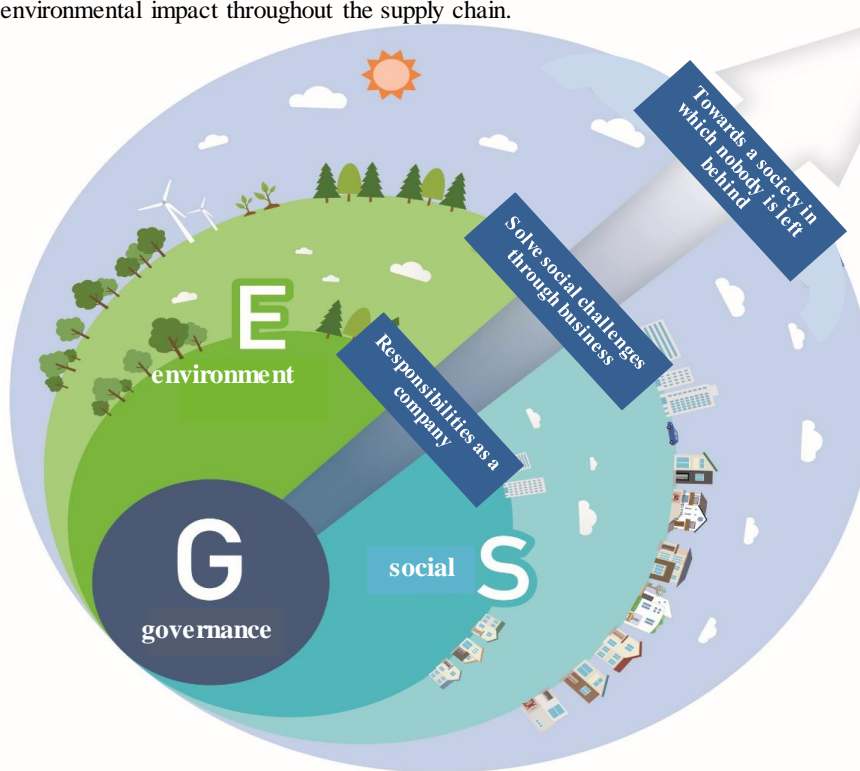 environmental impact throughout the supply chain.
Towards a society in
which nobody is left
behind
Solve social challenges
through business
Responsibilities as a
company
E
environment
G
governance
social S